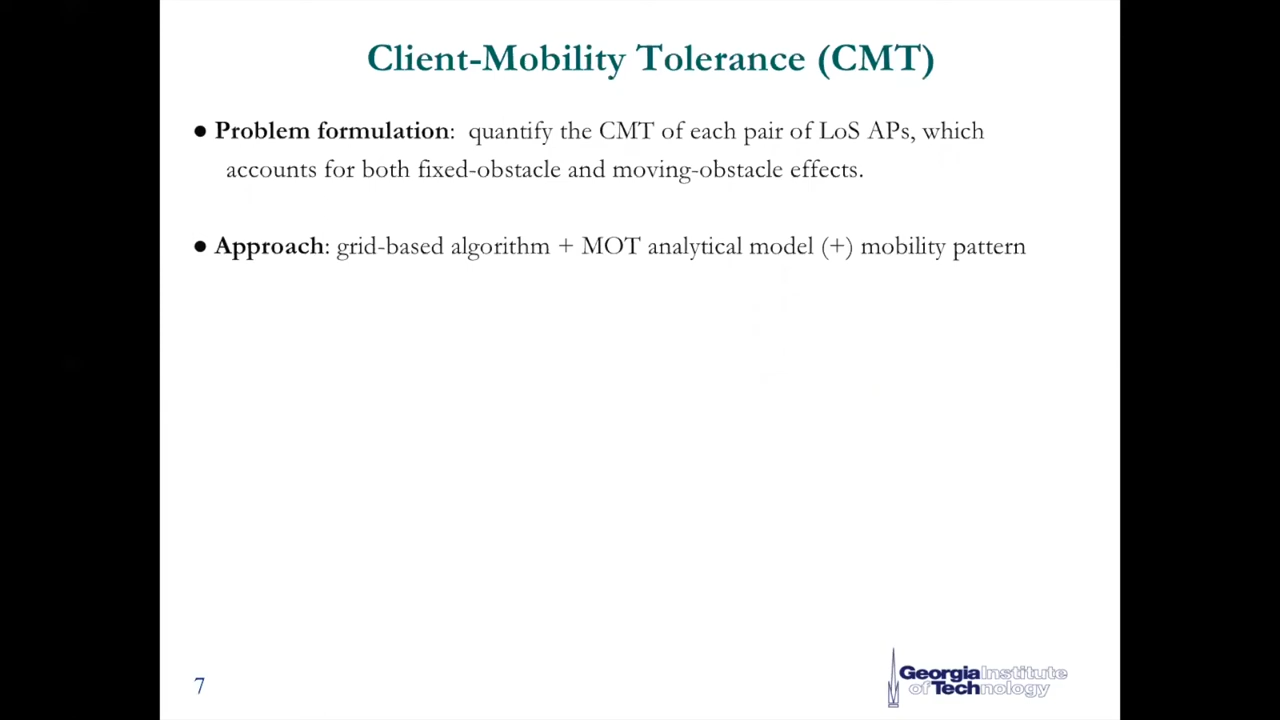 Client-Mobility Tolerance (CMT)
● Problem formulation: quantify the CMT of each pair of LoS APs, which
accounts for both fixed-obstacle and moving-obstacle effects.
● Approach: grid-based algorithm + MOT analytical model (+) mobility pattern
7
Georgia Institute
of Technology